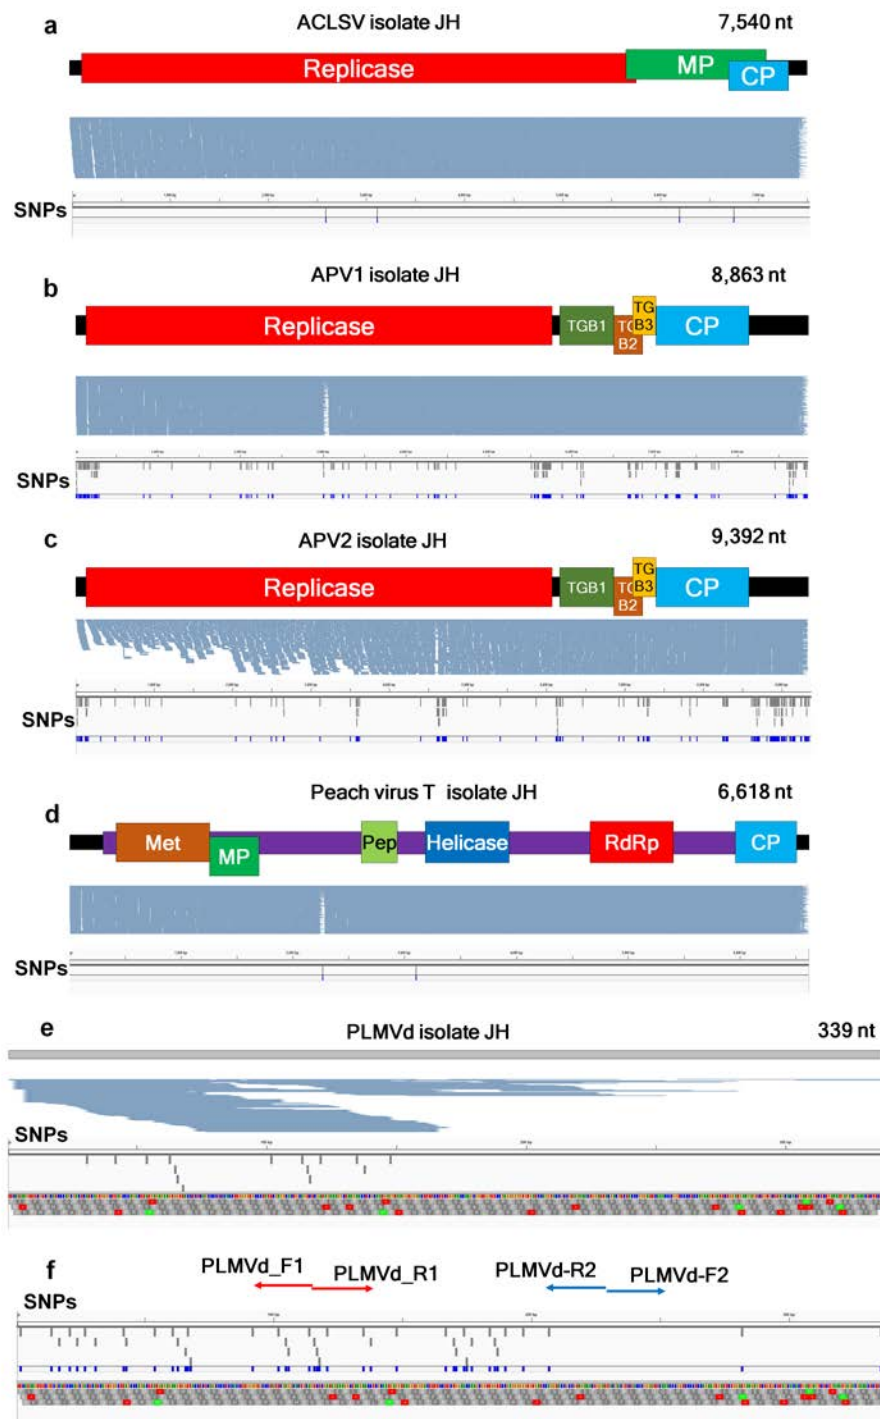 a
ACLSV isolate JH
7,540 nt
Replicase
MP
CP
SNPs
b
APV1 isolate JH
8,863 nt
Replicase
TGB1
TG
B2
TG
B3
CP
SNPs
c
APV2 isolate JH
9,392 nt
Replicase
TGB1
B2
TG
B3
CP
SNPs
d
Peach virus T isolate JH
6,618 nt
Met
MP
Pep
Helicase
RdRp
CP
SNPs
e
PLMVd isolate JH
339 nt
SNPs
f
PLMVd_F1
PLMVd_R1
PLMVd-R2
PLMVd-F2
SNPs